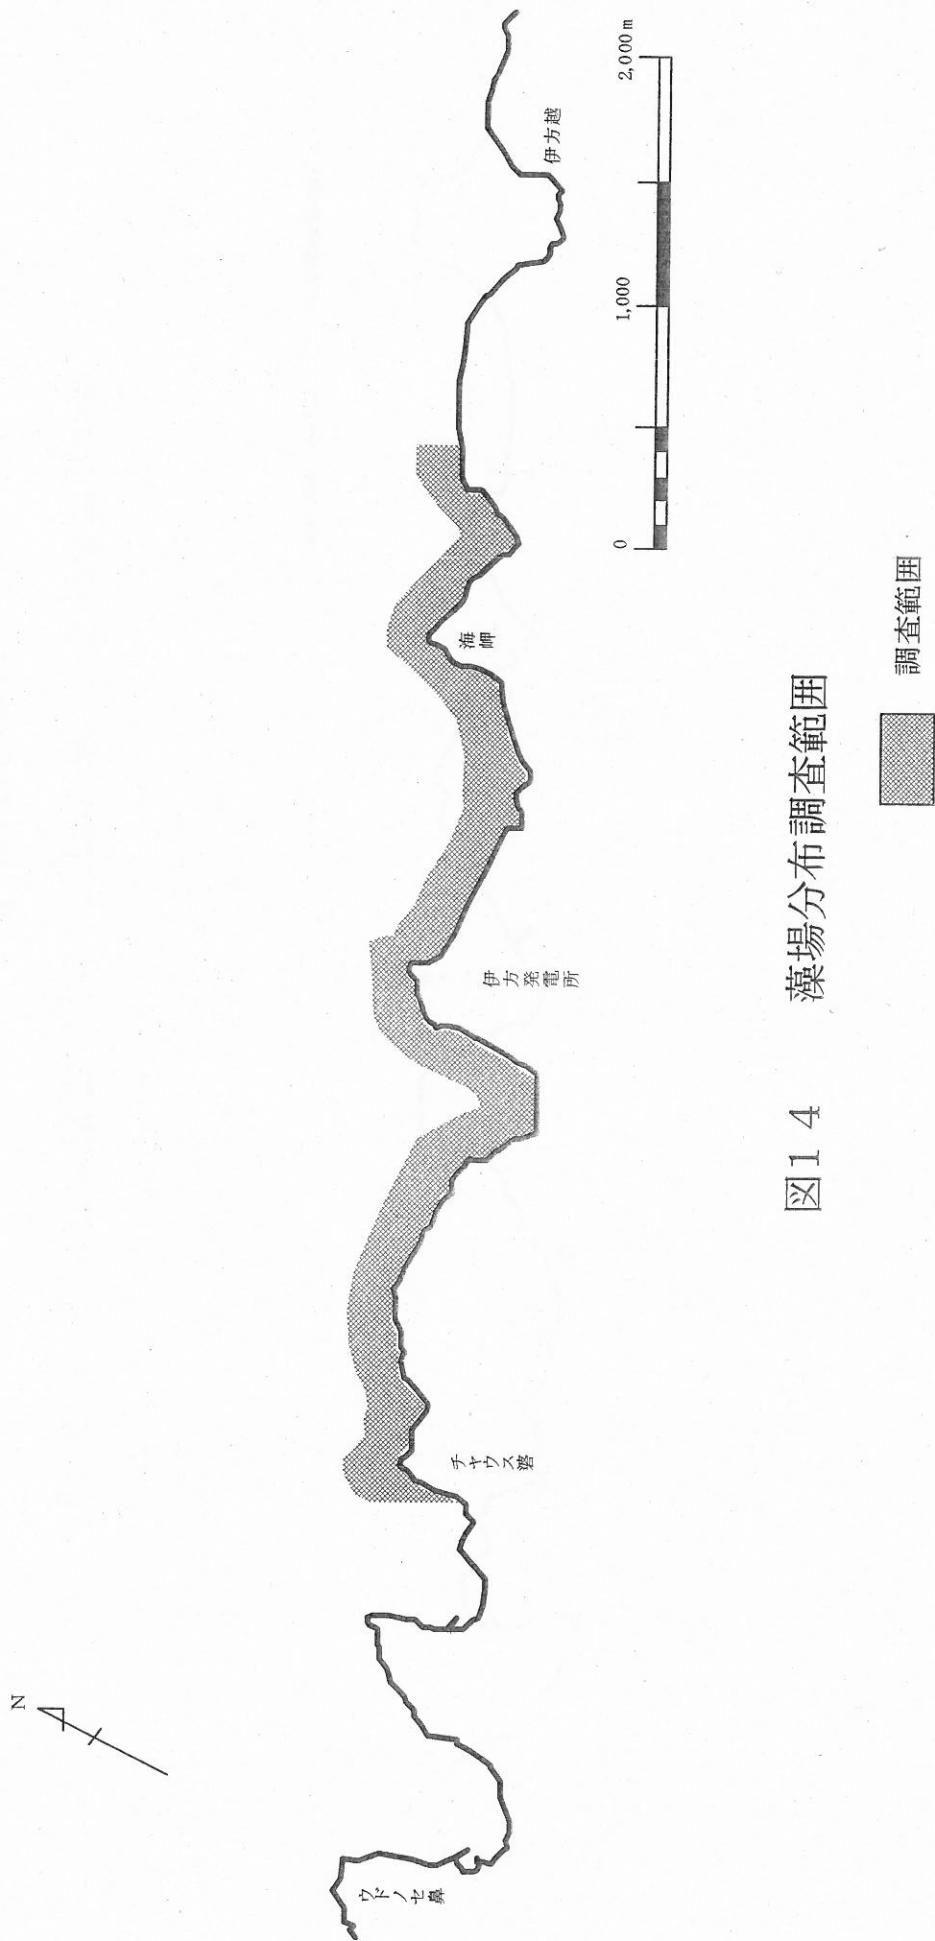 N
ウドノセ鼻
チャウス碆
伊方発電所
海岬
伊方越
0
1,000
2,000m
図14 藻場分布調査範囲
調査範囲